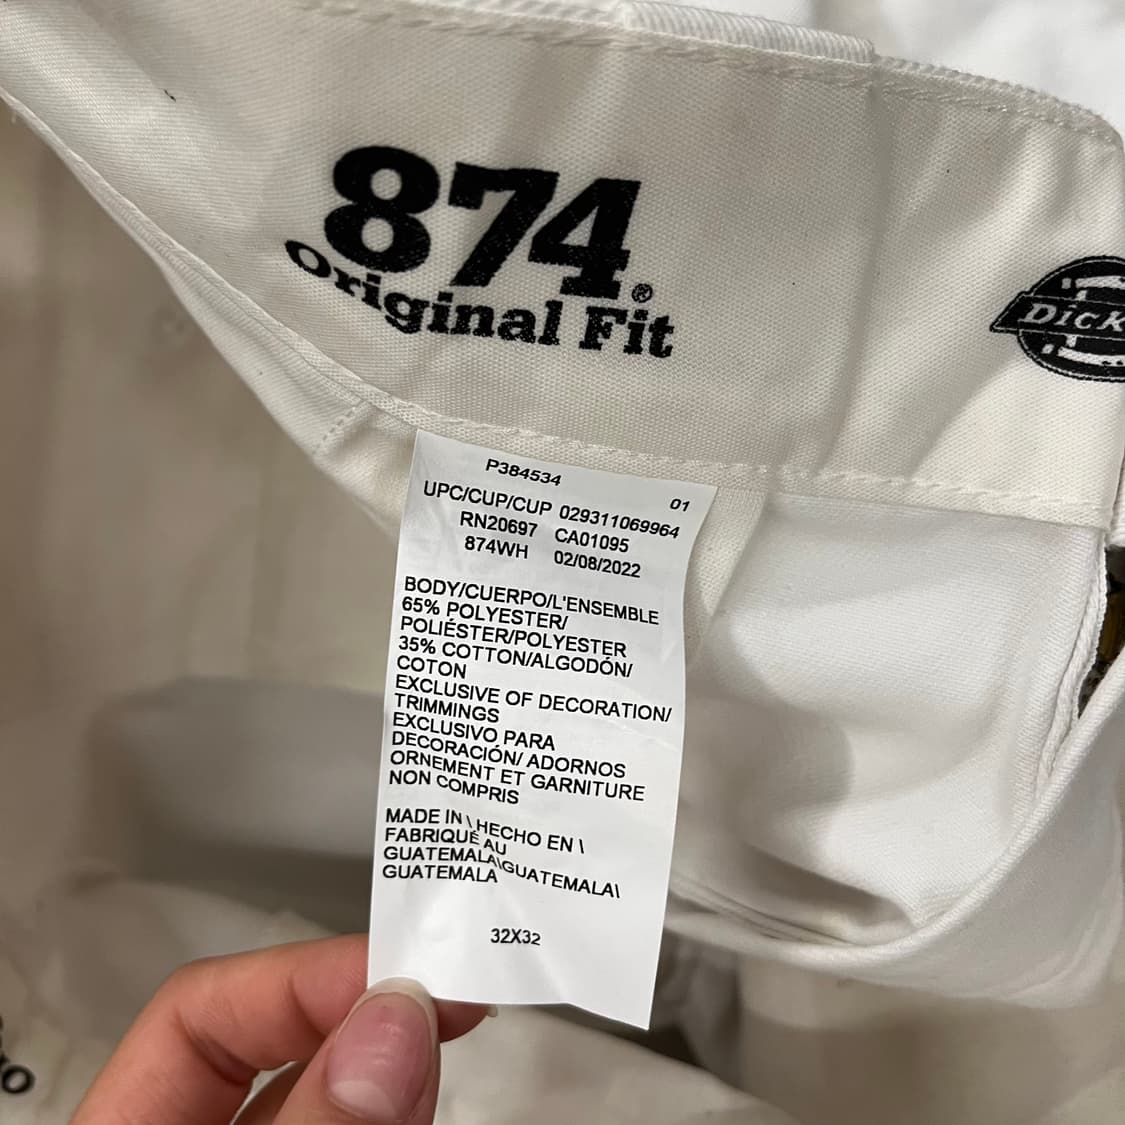 874®
Original Fit
P384534
01
UPC/CUP/CUP 029311069964
RN20697 CA01095
874WH 02/08/2022
BODY/CUERPO/L'ENSEMBLE
65% POLYESTER/
POLIÉSTER/POLYESTER
35% COTTON/ALGODÓN/
COTON
EXCLUSIVE OF DECORATION/
TRIMMINGS
EXCLUSIVO PARA
DECORACIÓN/ ADORNOS
ORNEMENT ET GARNITURE
NON COMPRIS
MADE IN \ HECHO EN \
FABRIQUÉ AU
GUATEMALA\GUATEMALA\
GUATEMALA
32X32